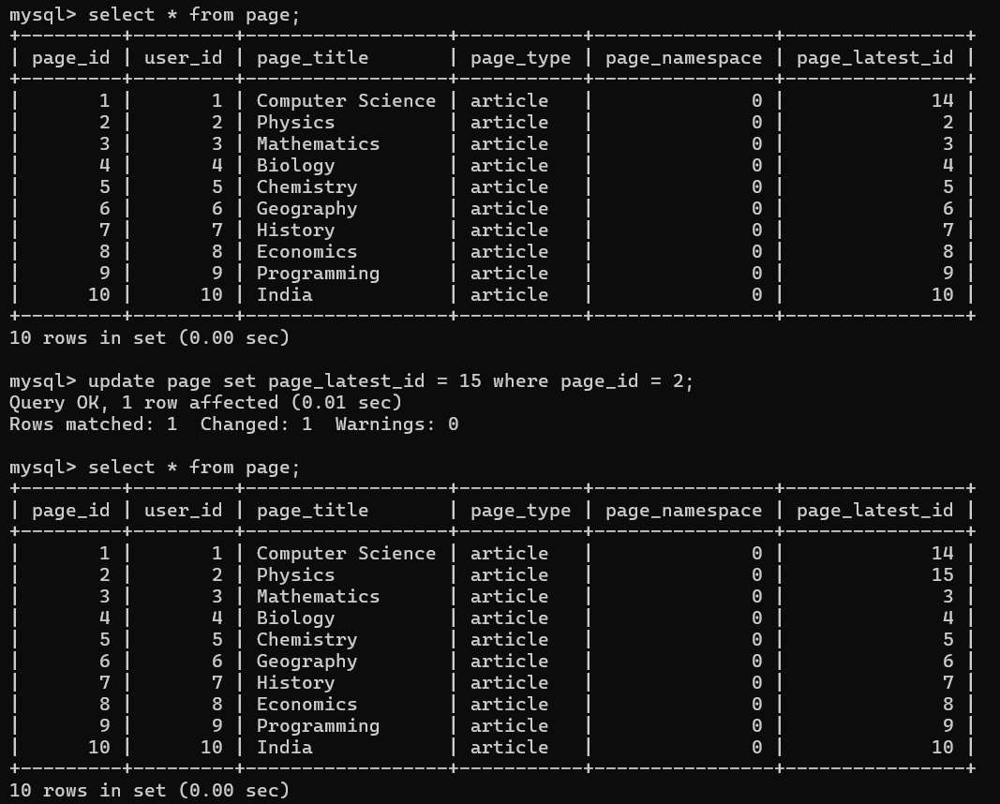 mysql> select * from page;
+---------+---------+------------------+-----------+----------------+----------------+
| page_id | user_id | page_title       | page_type | page_namespace | page_latest_id |
+---------+---------+------------------+-----------+----------------+----------------+
|       1 |       1 | Computer Science | article   |              0 |             14 |
|       2 |       2 | Physics          | article   |              0 |              2 |
|       3 |       3 | Mathematics      | article   |              0 |              3 |
|       4 |       4 | Biology          | article   |              0 |              4 |
|       5 |       5 | Chemistry        | article   |              0 |              5 |
|       6 |       6 | Geography        | article   |              0 |              6 |
|       7 |       7 | History          | article   |              0 |              7 |
|       8 |       8 | Economics        | article   |              0 |              8 |
|       9 |       9 | Programming      | article   |              0 |              9 |
|      10 |      10 | India            | article   |              0 |             10 |
+---------+---------+------------------+-----------+----------------+----------------+
10 rows in set (0.00 sec)

mysql> update page set page_latest_id = 15 where page_id = 2;
Query OK, 1 row affected (0.01 sec)
Rows matched: 1  Changed: 1  Warnings: 0

mysql> select * from page;
+---------+---------+------------------+-----------+----------------+----------------+
| page_id | user_id | page_title       | page_type | page_namespace | page_latest_id |
+---------+---------+------------------+-----------+----------------+----------------+
|       1 |       1 | Computer Science | article   |              0 |             14 |
|       2 |       2 | Physics          | article   |              0 |             15 |
|       3 |       3 | Mathematics      | article   |              0 |              3 |
|       4 |       4 | Biology          | article   |              0 |              4 |
|       5 |       5 | Chemistry        | article   |              0 |              5 |
|       6 |       6 | Geography        | article   |              0 |              6 |
|       7 |       7 | History          | article   |              0 |              7 |
|       8 |       8 | Economics        | article   |              0 |              8 |
|       9 |       9 | Programming      | article   |              0 |              9 |
|      10 |      10 | India            | article   |              0 |             10 |
+---------+---------+------------------+-----------+----------------+----------------+
10 rows in set (0.00 sec)